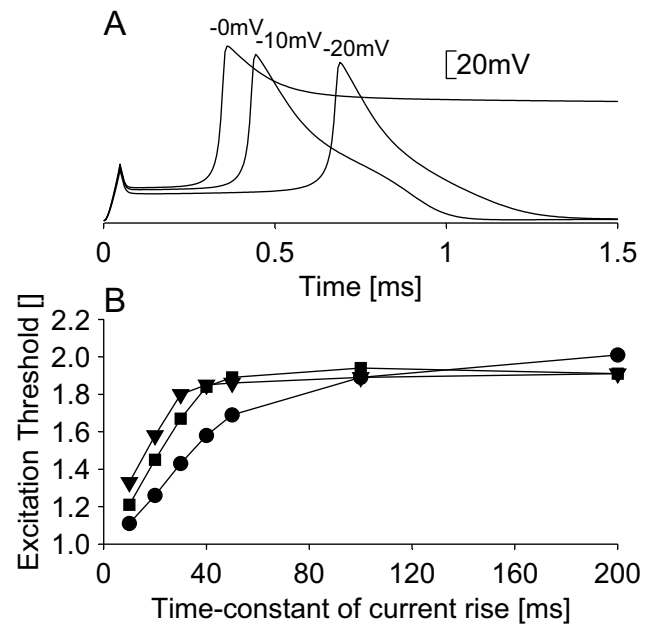 A
-0mV
-10mV
-20mV
20mV
0 0.5 1 1.5
Time [ms]
B
Excitation Threshold []
2.2
2.0
1.8
1.6
1.4
1.2
1.0
0 40 80 120 160 200
Time-constant of current rise [ms]